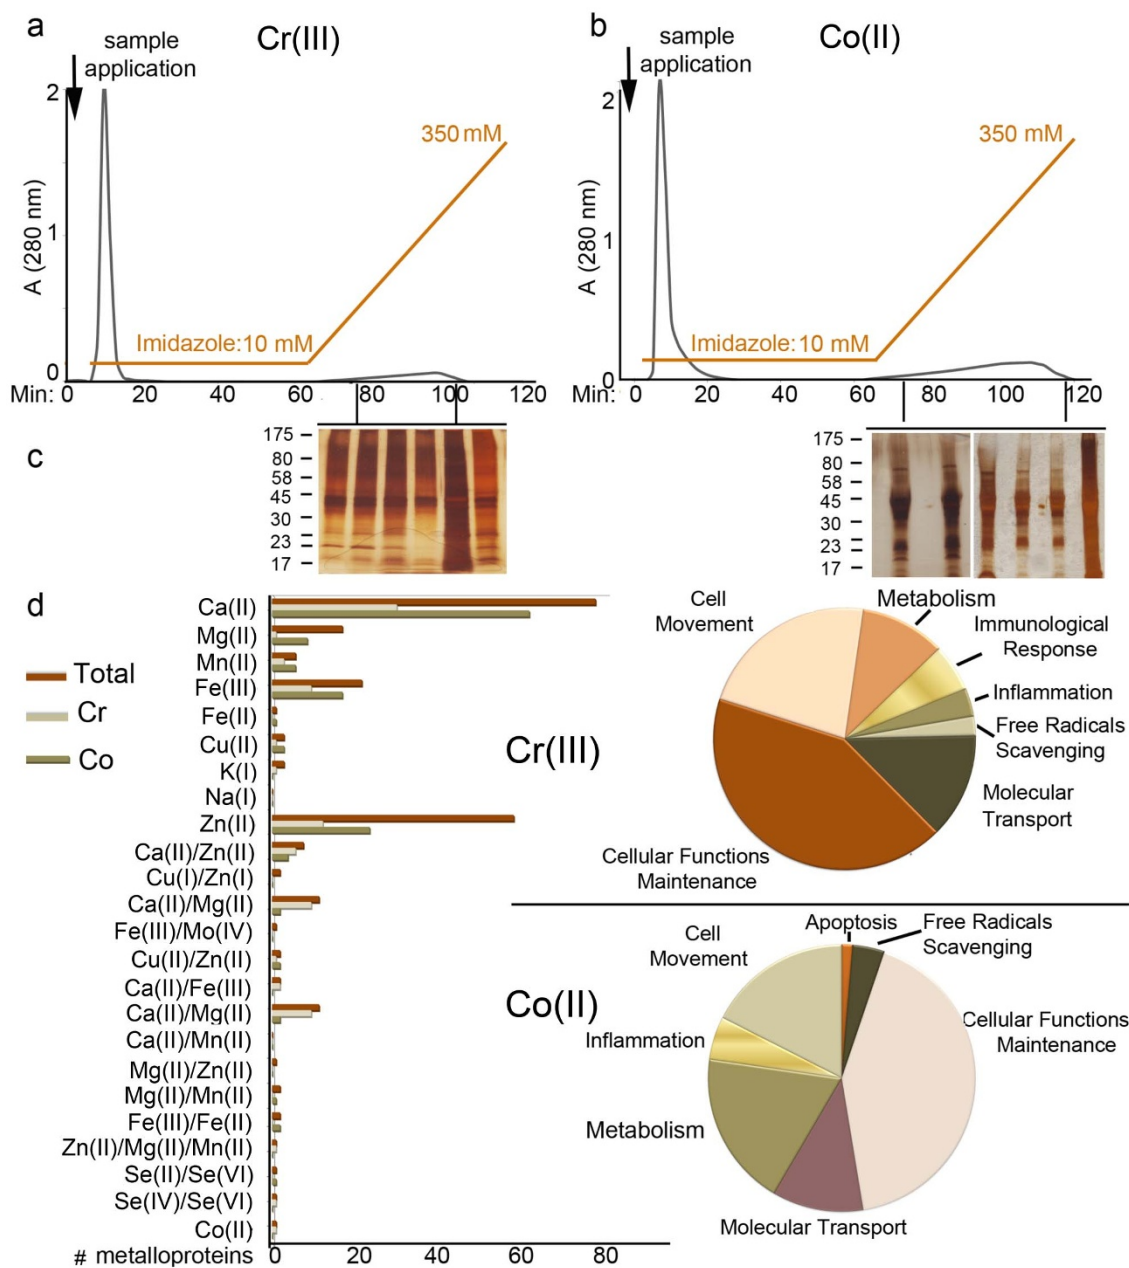 a
Cr(III)
sample
application
2
1
0
A (280 nm)
350 mM
Imidazole:10 mM
Min:
0
20
40
60
80
100
120
b
Co(II)
sample
application
2
1
0
A (280 nm)
350 mM
Imidazole:10 mM
Min:
0
20
40
60
80
100
120
c
175
80
58
45
30
23
17
175
80
58
45
30
23
17
d
Total
Cr
Co
Ca(II)
Mg(II)
Mn(II)
Fe(III)
Fe(II)
Cu(II)
K(I)
Na(I)
Zn(II)
Ca(II)/Zn(II)
Cu(I)/Zn(I)
Ca(II)/Mg(II)
Fe(III)/Mo(IV)
Cu(II)/Zn(II)
Ca(II)/Fe(III)
Ca(II)/Mg(II)
Ca(II)/Mn(II)
Mg(II)/Zn(II)
Mg(II)/Mn(II)
Fe(III)/Fe(II)
Zn(II)/Mg(II)/Mn(II)
Se(II)/Se(VI)
Se(IV)/Se(VI)
Co(II)
# metalloproteins
0
20
40
60
80
Cr(III)
Cell
Movement
Metabolism
Immunological
Response
Inflammation
Free Radicals
Scavenging
Molecular
Transport
Cellular Functions
Maintenance
Co(II)
Apoptosis
Free Radicals
Scavenging
Cell
Movement
Cellular Functions
Maintenance
Inflammation
Metabolism
Molecular Transport